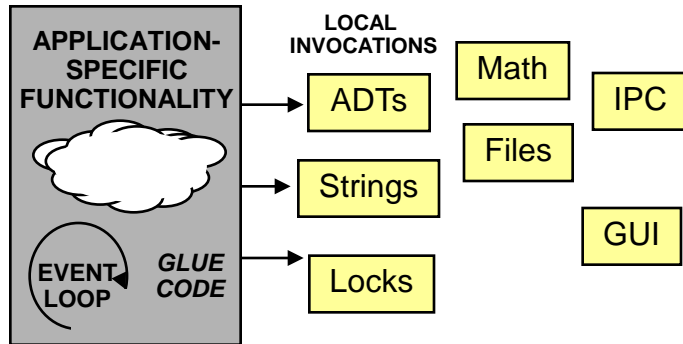 APPLICATION-
SPECIFIC
FUNCTIONALITY
EVENT
LOOP
GLUE
CODE
LOCAL
INVOCATIONS
ADTs
Strings
Locks
Math
Files
IPC
GUI